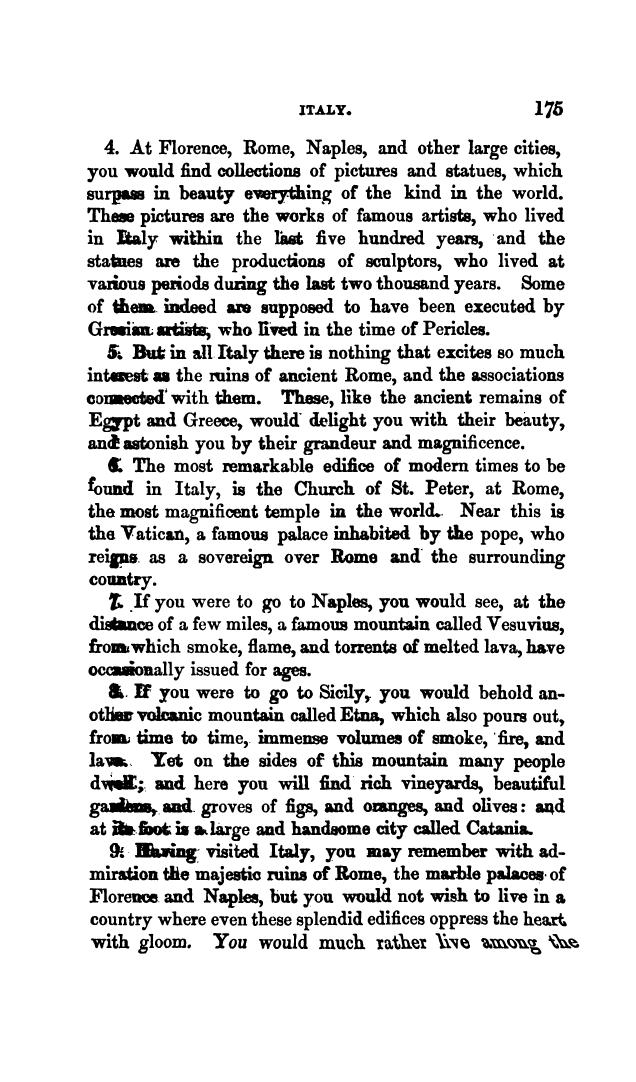 ITALY. 175
4. At Florence, Rome, Naples, and other large cities,
you would find collections of pictures and statues, which
surpass in beauty everything of the kind in the world.
These pictures are the works of famous artists, who lived
in Italy within the last five hundred years, and the
statues are the productions of sculptors, who lived at
various periods during the last two thousand years. Some
of them indeed are supposed to have been executed by
Grecian artists, who lived in the time of Pericles.
5. But in all Italy there is nothing that excites so much
interest as the ruins of ancient Rome, and the associations
connected with them. These, like the ancient remains of
Egypt and Greece, would delight you with their beauty,
and astonish you by their grandeur and magnificence.
6. The most remarkable edifice of modern times to be
found in Italy, is the Church of St. Peter, at Rome,
the most magnificent temple in the world. Near this is
the Vatican, a famous palace inhabited by the pope, who
reigns as a sovereign over Rome and the surrounding
country.
7. If you were to go to Naples, you would see, at the
distance of a few miles, a famous mountain called Vesuvius,
from which smoke, flame, and torrents of melted lava, have
occasionally issued for ages.
8. If you were to go to Sicily, you would behold an-
other volcanic mountain called Etna, which also pours out,
from time to time, immense volumes of smoke, fire, and
lava. Yet on the sides of this mountain many people
dwell; and here you will find rich vineyards, beautiful
gardens, and groves of figs, and oranges, and olives: and
at its foot is a large and handsome city called Catania.
9. Having visited Italy, you may remember with ad-
miration the majestic ruins of Rome, the marble palaces of
Florence and Naples, but you would not wish to live in a
country where even these splendid edifices oppress the heart
with gloom. You would much rather live among the